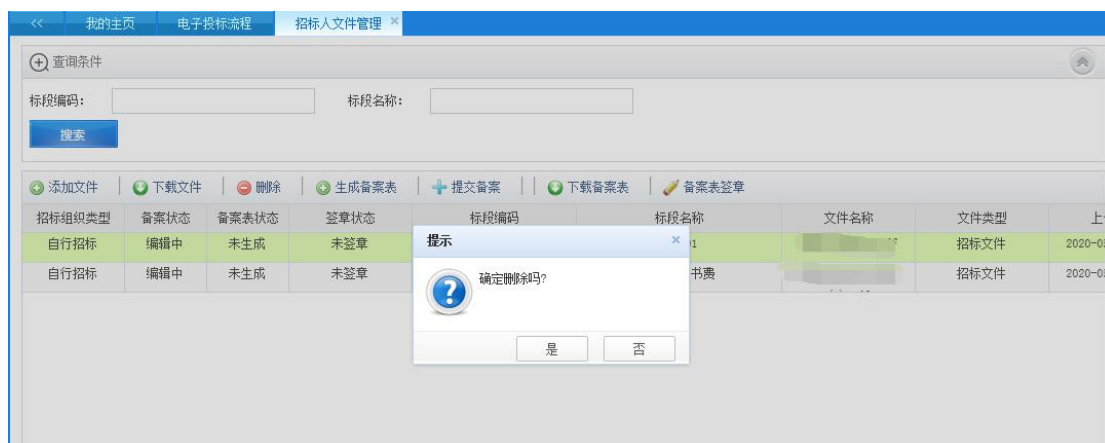 << 我的主页 电子投标流程 招标人文件管理 ×
查询条件
标段编码: 标段名称:
搜索
添加文件 下载文件 删除 生成备案表 提交备案 下载备案表 备案表签章
招标组织类型 备案状态 备案表状态 签章状态 标段编码 标段名称 文件名称 文件类型 上
自行招标 编辑中 未生成 未签章 招标文件 2020-0
自行招标 编辑中 未生成 未签章 书费 招标文件 2020-0
提示 ×
确定删除吗?
是 否